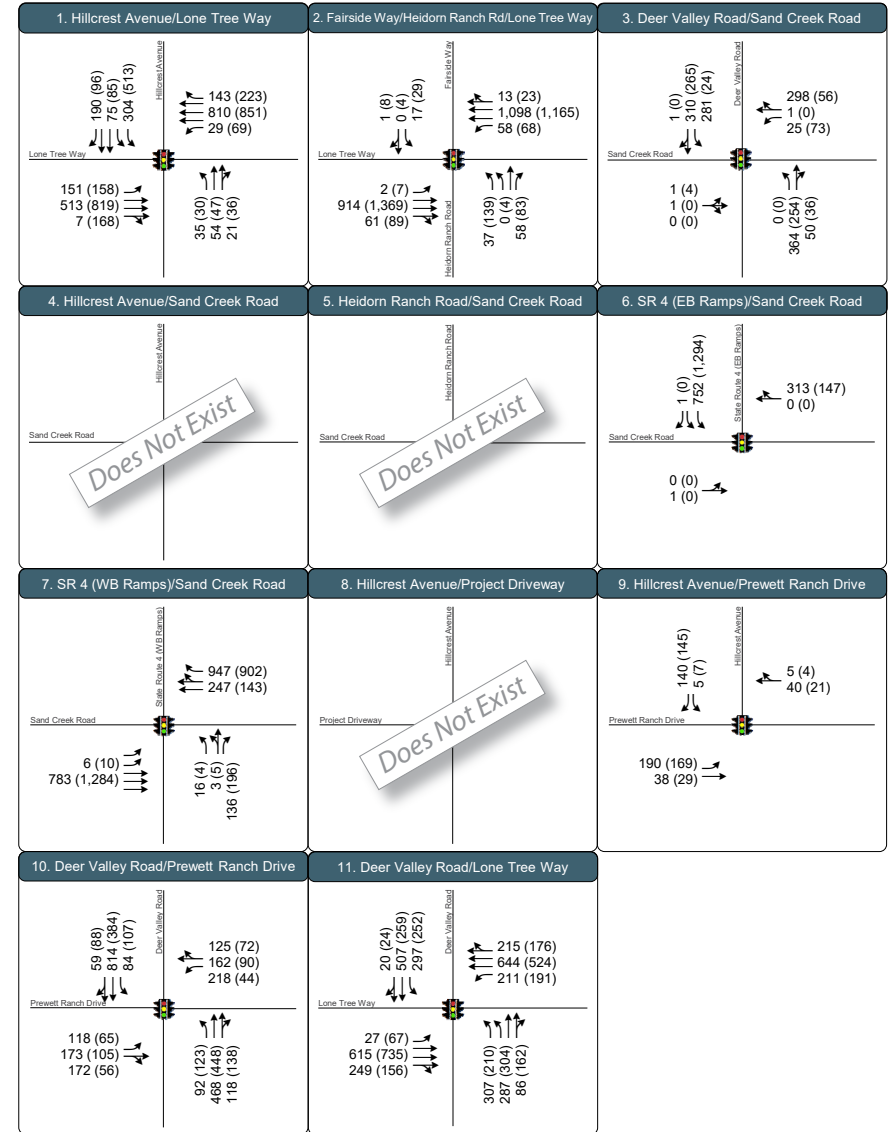 1. Hillcrest Avenue/Lone Tree Way
190 (96)
75 (85)
304 (513)
Hillcrest Avenue
143 (223)
810 (851)
29 (69)
Lone Tree Way
151 (158)
513 (819)
7 (168)
35 (30)
54 (47)
21 (36)
2. Fairside Way/Heidorn Ranch Rd/Lone Tree Way
1 (8)
0 (4)
17 (29)
Fairside Way
13 (23)
1,098 (1,165)
58 (68)
Lone Tree Way
2 (7)
914 (1,369)
61 (89)
Heidorn Ranch Road
37 (139)
0 (4)
58 (83)
3. Deer Valley Road/Sand Creek Road
1 (0)
310 (265)
281 (24)
Deer Valley Road
298 (56)
1 (0)
25 (73)
Sand Creek Road
1 (4)
1 (0)
0 (0)
0 (0)
364 (254)
50 (36)
4. Hillcrest Avenue/Sand Creek Road
Hillcrest Avenue
Sand Creek Road
Does Not Exist
5. Heidorn Ranch Road/Sand Creek Road
Heidorn Ranch Road
Sand Creek Road
Does Not Exist
6. SR 4 (EB Ramps)/Sand Creek Road
1 (0)
752 (1,294)
State Route 4 (EB Ramps)
313 (147)
0 (0)
Sand Creek Road
0 (0)
1 (0)
7. SR 4 (WB Ramps)/Sand Creek Road
State Route 4 (WB Ramps)
947 (902)
247 (143)
Sand Creek Road
6 (10)
783 (1,284)
16 (4)
3 (5)
136 (196)
8. Hillcrest Avenue/Project Driveway
Hillcrest Avenue
Project Driveway
Does Not Exist
9. Hillcrest Avenue/Prewett Ranch Drive
140 (145)
5 (7)
Hillcrest Avenue
5 (4)
40 (21)
Prewett Ranch Drive
190 (169)
38 (29)
10. Deer Valley Road/Prewett Ranch Drive
59 (88)
814 (384)
84 (107)
Deer Valley Road
125 (72)
162 (90)
218 (44)
Prewett Ranch Drive
118 (65)
173 (105)
172 (56)
92 (123)
468 (448)
118 (138)
11. Deer Valley Road/Lone Tree Way
20 (24)
507 (259)
297 (252)
Deer Valley Road
215 (176)
644 (524)
211 (191)
Lone Tree Way
27 (67)
615 (735)
249 (156)
307 (210)
287 (304)
86 (162)